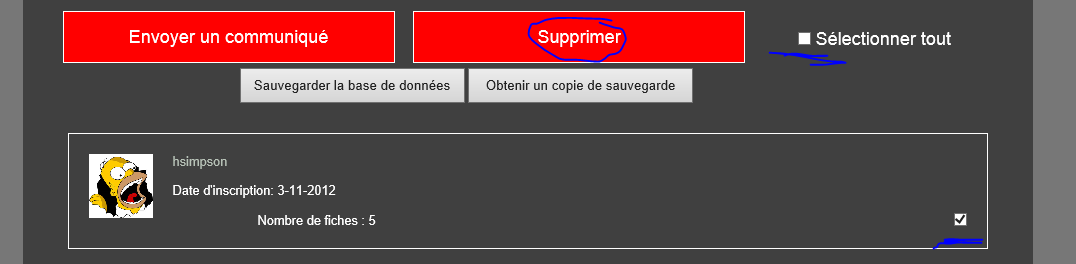 Envoyer un communiqué
Supprimer
Sélectionner tout
Sauvegarder la base de données
Obtenir un copie de sauvegarde
hsimpson
Date d'inscription: 3-11-2012
Nombre de fiches : 5